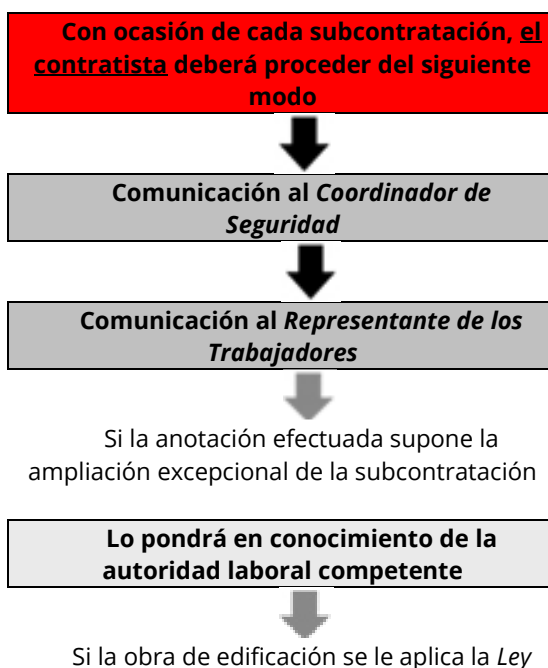 Con ocasión de cada subcontratación, el
contratista deberá proceder del siguiente
modo
Comunicación al Coordinador de
Seguridad
Comunicación al Representante de los
Trabajadores
Si la anotación efectuada supone la
ampliación excepcional de la subcontratación
Lo pondrá en conocimiento de la
autoridad laboral competente
Si la obra de edificación se le aplica la Ley